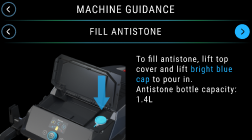 MACHINE GUIDANCE
FILL ANTISTONE
To fill antistone, lift top
cover and lift bright blue
cap to pour in.
Antistone bottle capacity:
1.4L